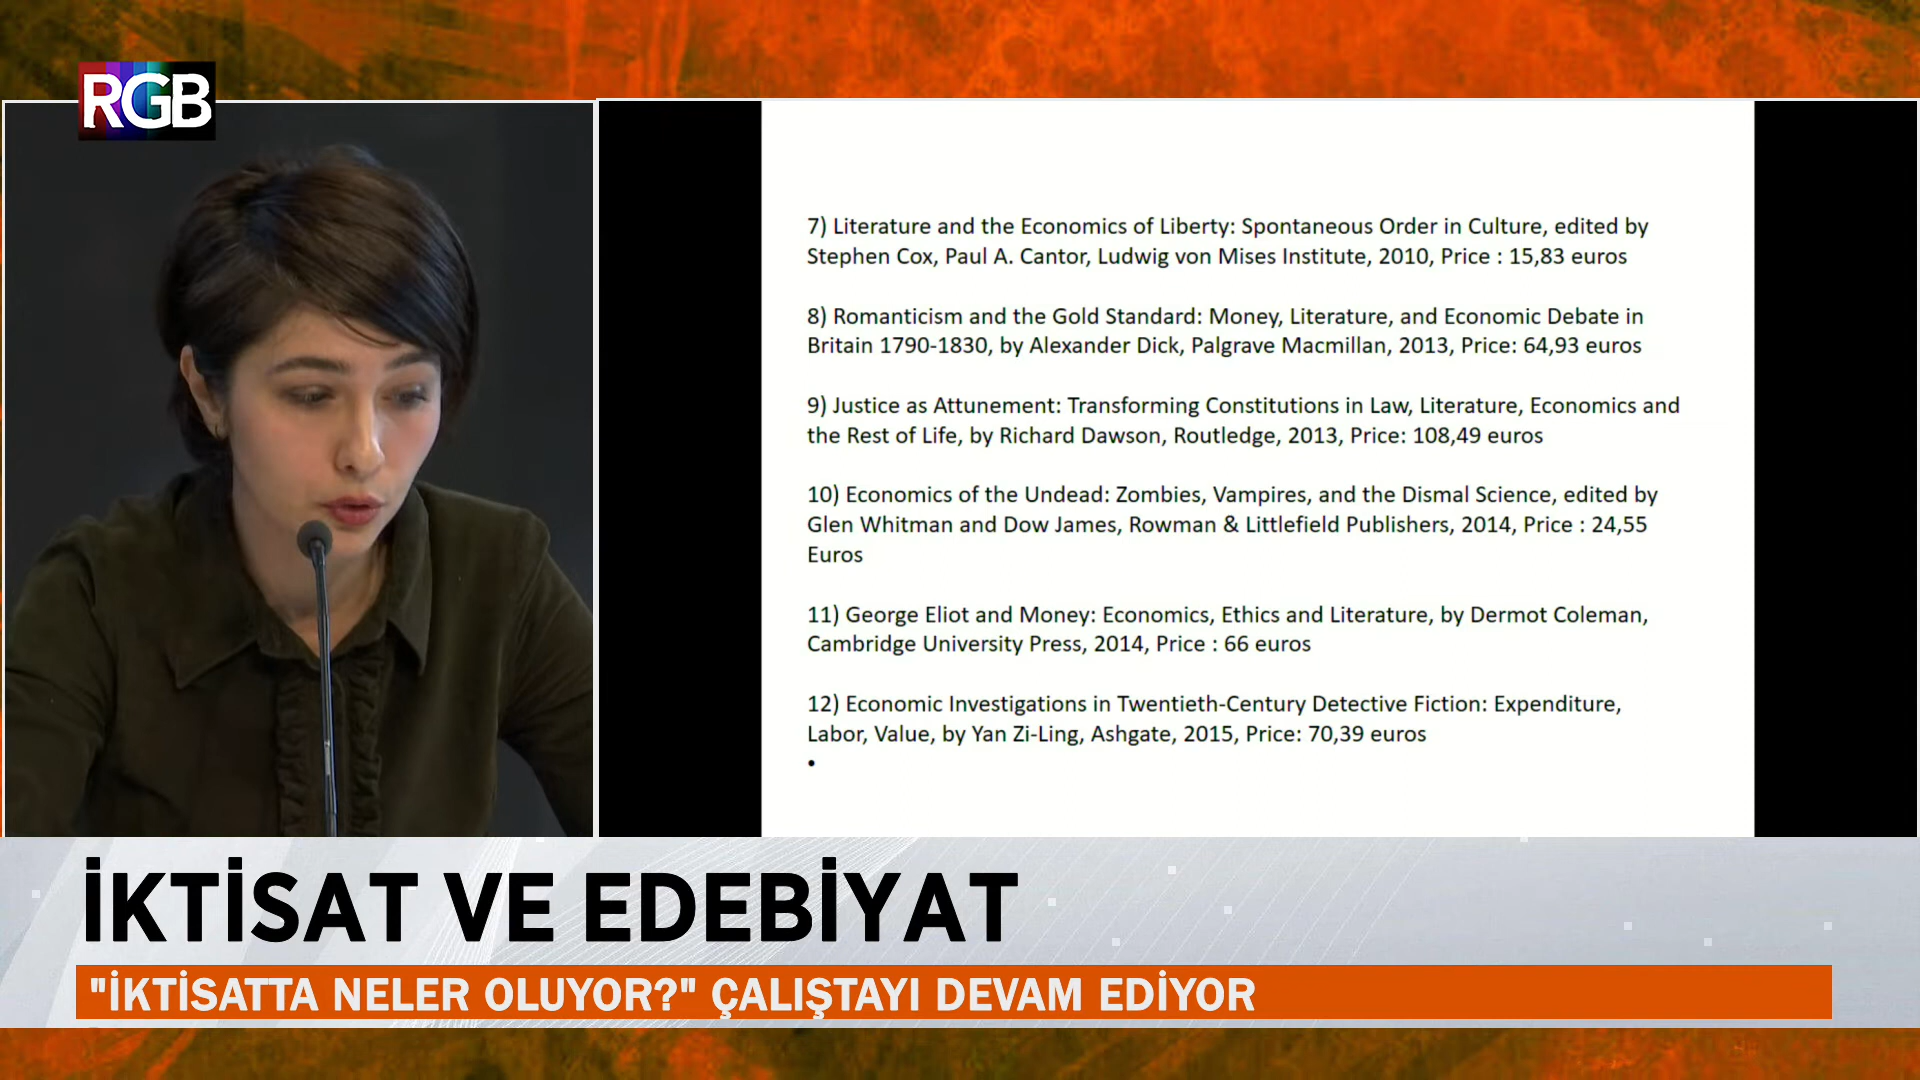 RGB
7) Literature and the Economics of Liberty: Spontaneous Order in Culture, edited by
Stephen Cox, Paul A. Cantor, Ludwig von Mises Institute, 2010, Price : 15,83 euros
8) Romanticism and the Gold Standard: Money, Literature, and Economic Debate in
Britain 1790-1830, by Alexander Dick, Palgrave Macmillan, 2013, Price: 64,93 euros
9) Justice as Attunement: Transforming Constitutions in Law, Literature, Economics and
the Rest of Life, by Richard Dawson, Routledge, 2013, Price: 108,49 euros
10) Economics of the Undead: Zombies, Vampires, and the Dismal Science, edited by
Glen Whitman and Dow James, Rowman & Littlefield Publishers, 2014, Price : 24,55
Euros
11) George Eliot and Money: Economics, Ethics and Literature, by Dermot Coleman,
Cambridge University Press, 2014, Price : 66 euros
12) Economic Investigations in Twentieth-Century Detective Fiction: Expenditure,
Labor, Value, by Yan Zi-Ling, Ashgate, 2015, Price: 70,39 euros
•
İKTİSAT VE EDEBİYAT
"İKTİSATTA NELER OLUYOR?" ÇALIŞTAYI DEVAM EDİYOR